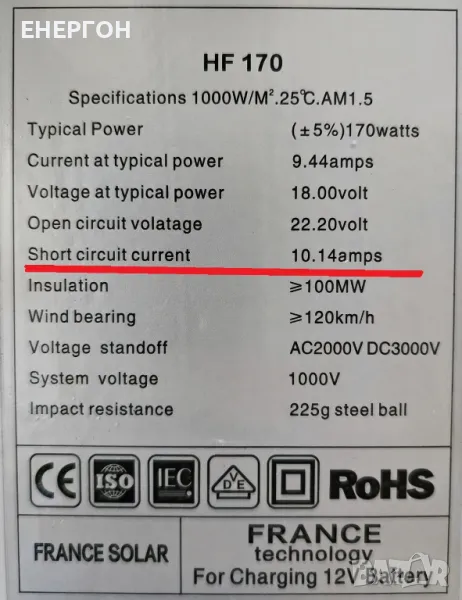 ЕНЕРГОН
HF 170
Specifications 1000W/M².25℃.AM1.5
Typical Power (±5%)170watts
Current at typical power 9.44amps
Voltage at typical power 18.00volt
Open circuit volatage 22.20volt
Short circuit current 10.14amps
Insulation ≥100MW
Wind bearing ≥120km/h
Voltage standoff AC2000V DC3000V
System voltage 1000V
Impact resistance 225g steel ball
CE ISO IEC VDE RoHS
FRANCE SOLAR
FRANCE
technology
For Charging 12V Battery